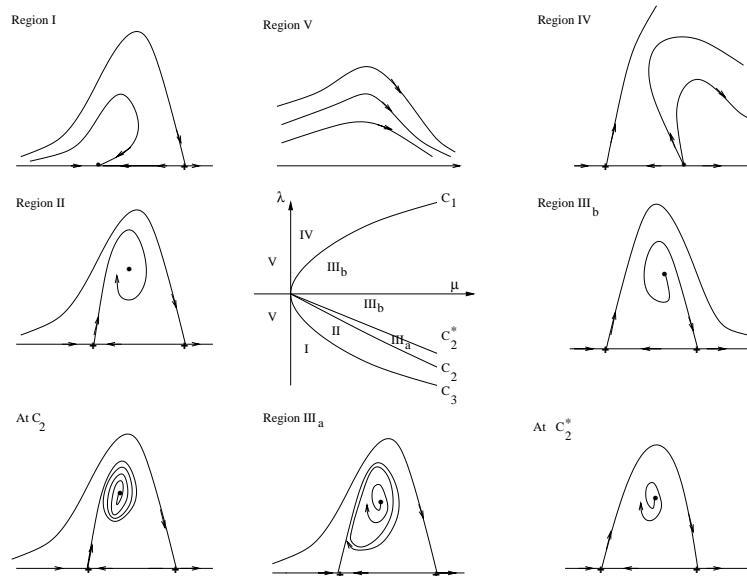 Region I
Region V
Region IV
Region II
λ
C1
IV
V
IIIb
μ
IIIb
V
II
IIIa
I
C2*
C2
C3
Region IIIb
At C2
Region IIIa
At C2*